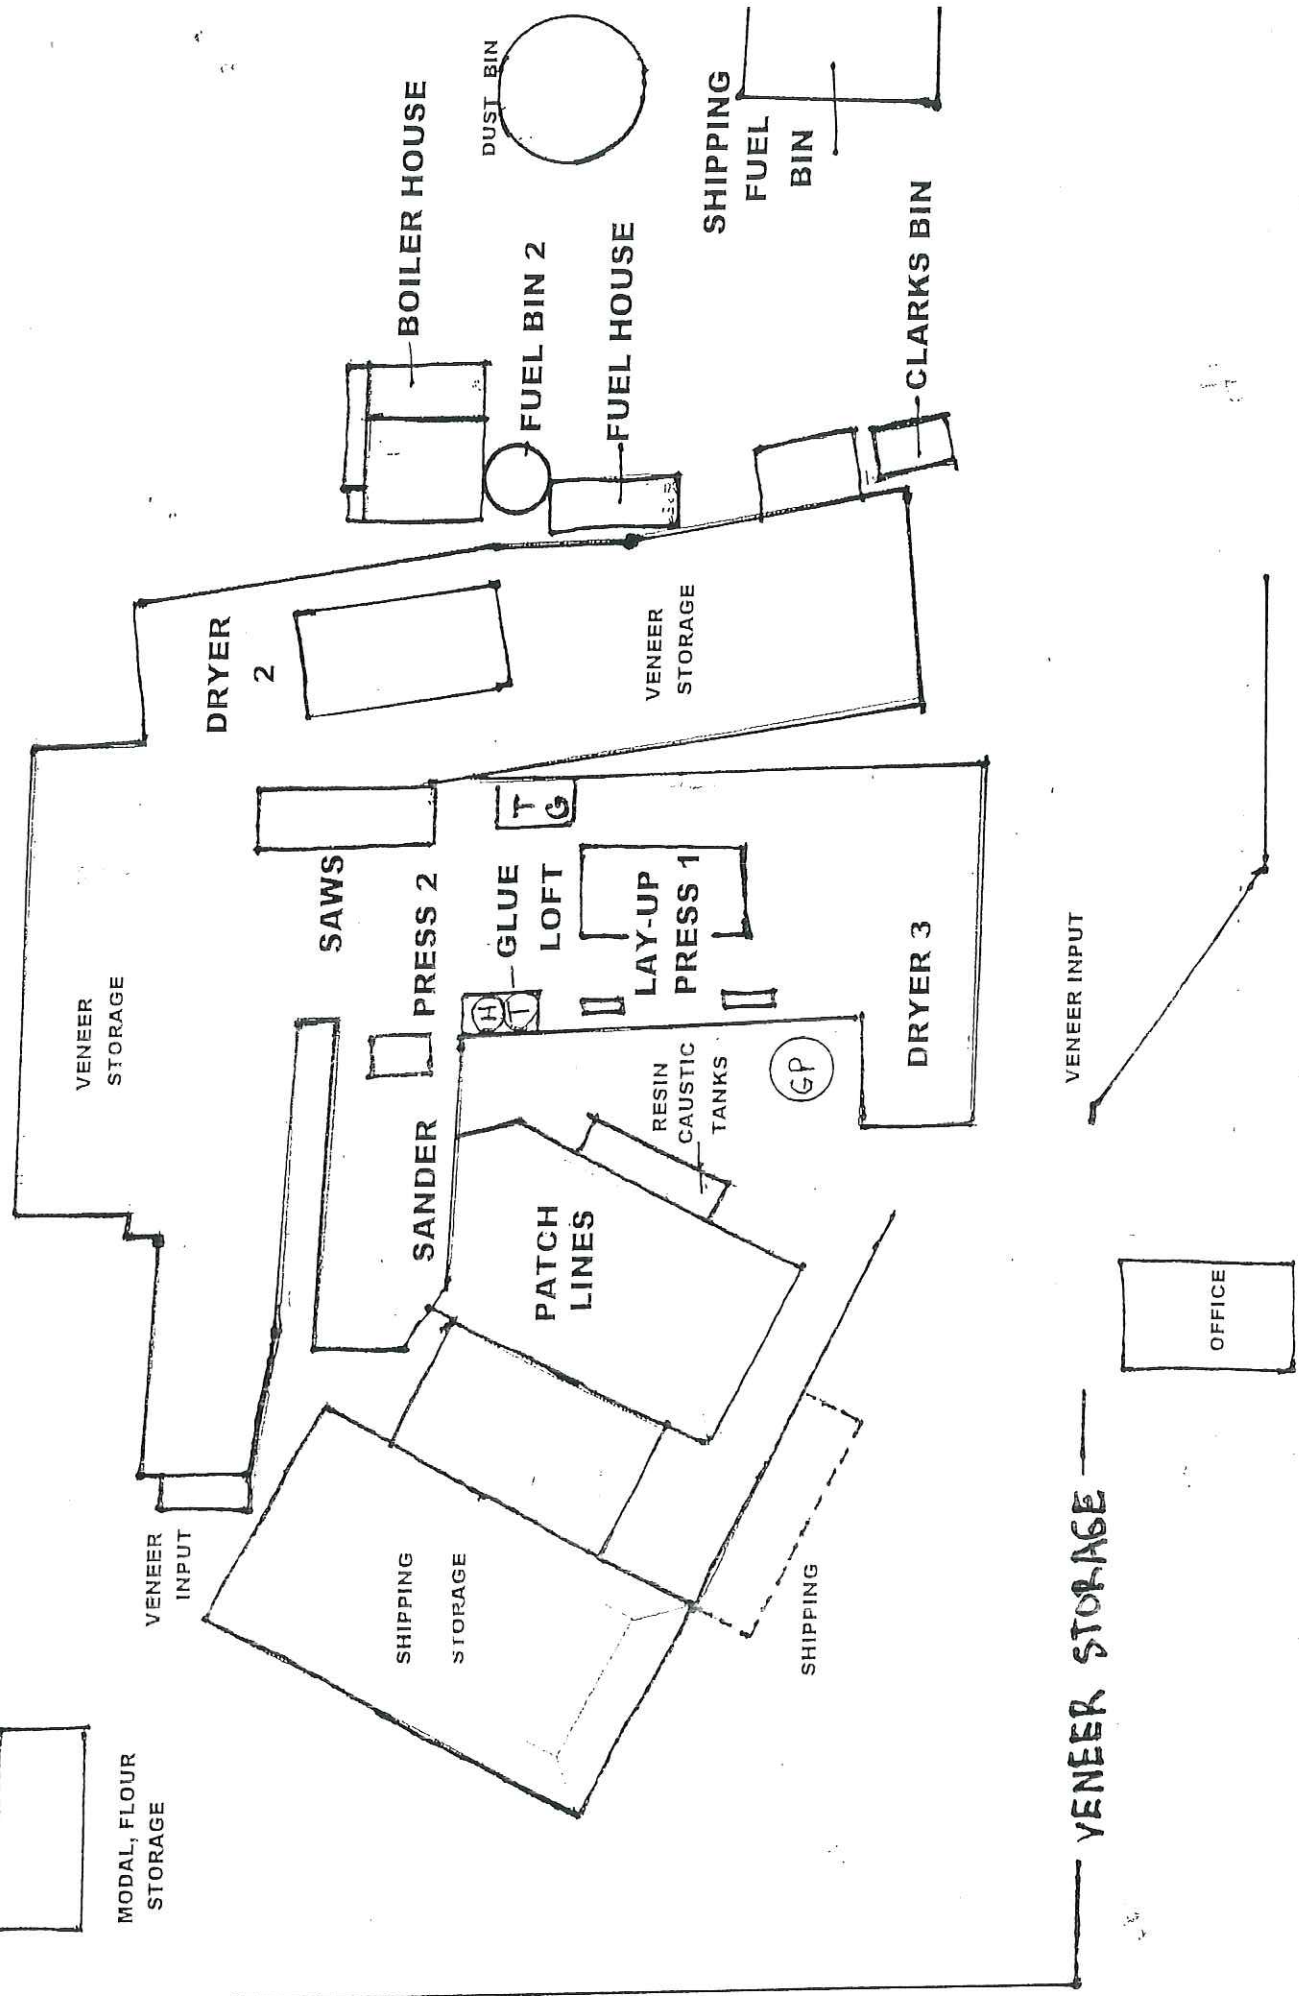 MODAL, FLOUR
STORAGE
VENEER
INPUT
VENEER
STORAGE
DRYER
2
SAWS
BOILER HOUSE
SHIPPING
STORAGE
SANDER
PRESS 2
DUST BIN
H
T
GLUE
LOFT
T
G
FUEL BIN 2
PATCH
LINES
FUEL HOUSE
LAY-UP
PRESS 1
VENEER
STORAGE
RESIN
CAUSTIC
TANKS
SHIPPING
FUEL
BIN
GP
SHIPPING
DRYER 3
CLARKS BIN
VENEER INPUT
VENEER STORAGE
OFFICE